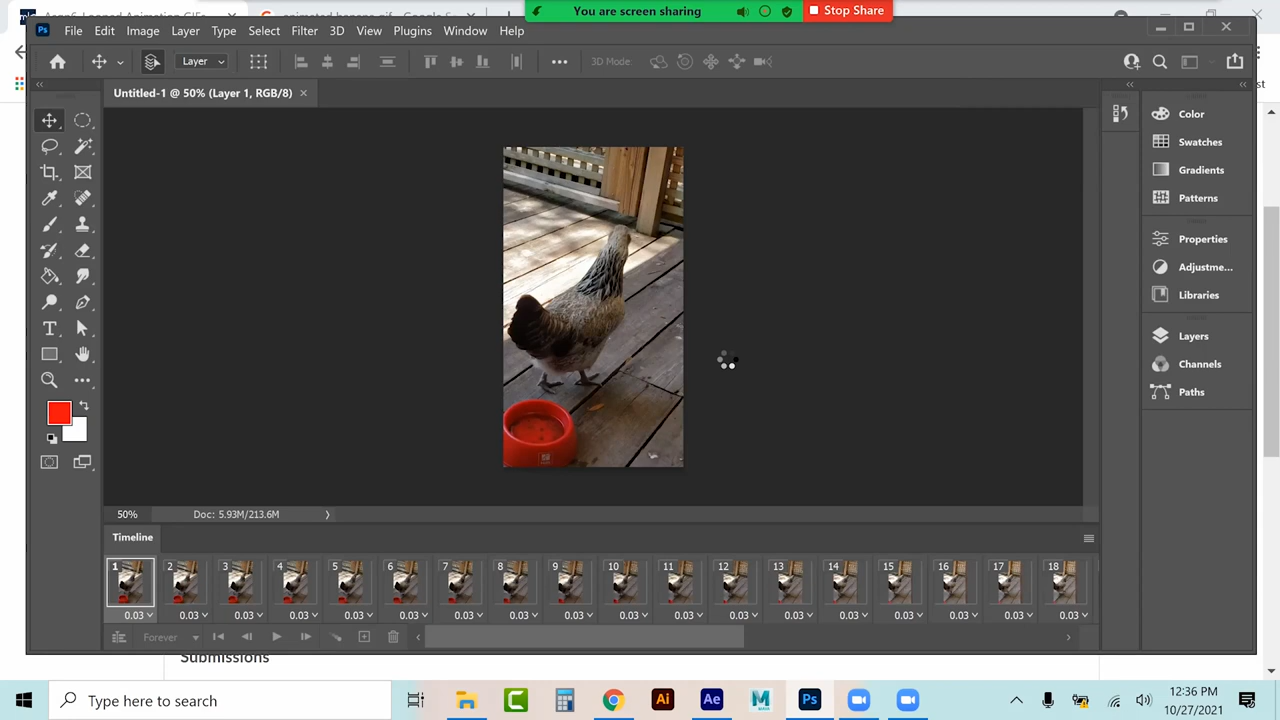 You are screen sharing
Stop Share
Ps
File Edit Image Layer Type Select Filter 3D View Plugins Window Help
Layer
3D Mode:
Untitled-1 @ 50% (Layer 1, RGB/8)
Color
Swatches
Gradients
Patterns
Properties
Adjustme...
Libraries
Layers
Channels
Paths
50% Doc: 5.93M/213.6M
Timeline
1 2 3 4 5 6 7 8 9 10 11 12 13 14 15 16 17 18
0.03 0.03 0.03 0.03 0.03 0.03 0.03 0.03 0.03 0.03 0.03 0.03 0.03 0.03 0.03 0.03 0.03 0.03
Forever
Submissions
Type here to search
Ai Ae M Ps
12:36 PM
10/27/2021